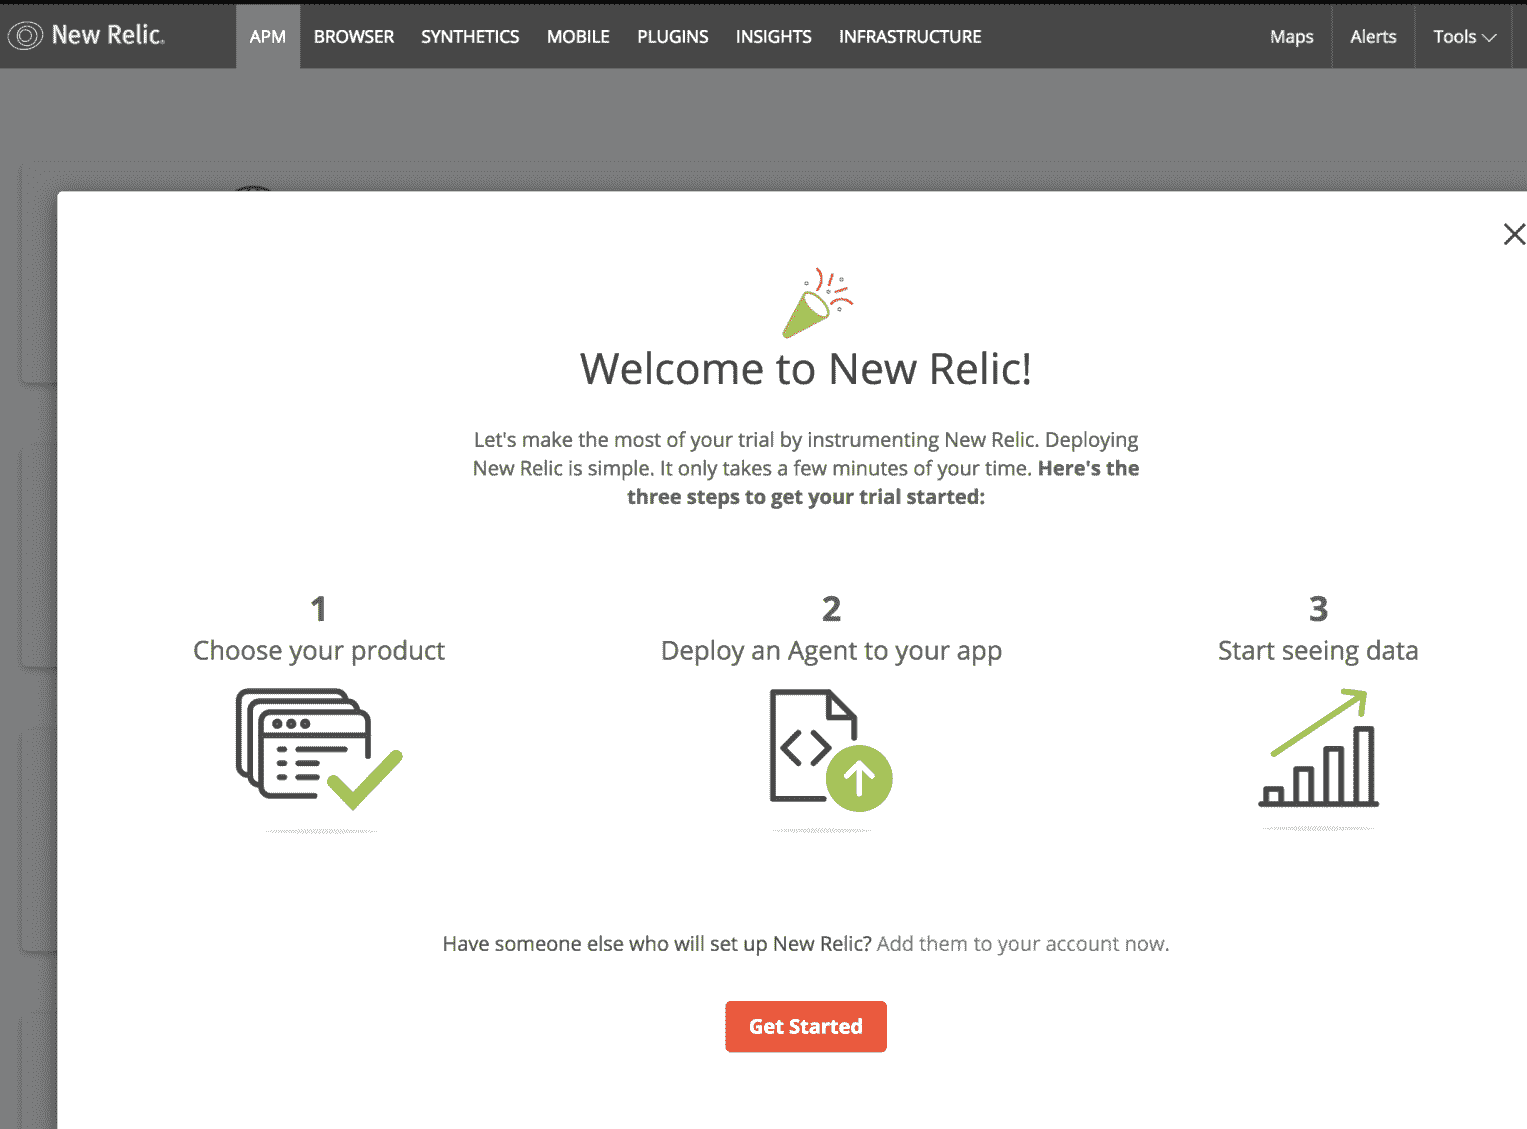 New Relic.
APM BROWSER SYNTHETICS MOBILE PLUGINS INSIGHTS INFRASTRUCTURE Maps Alerts Tools
Welcome to New Relic!
Let's make the most of your trial by instrumenting New Relic. Deploying
New Relic is simple. It only takes a few minutes of your time. Here's the
three steps to get your trial started:
1
Choose your product
2
Deploy an Agent to your app
3
Start seeing data
Have someone else who will set up New Relic? Add them to your account now.
Get Started